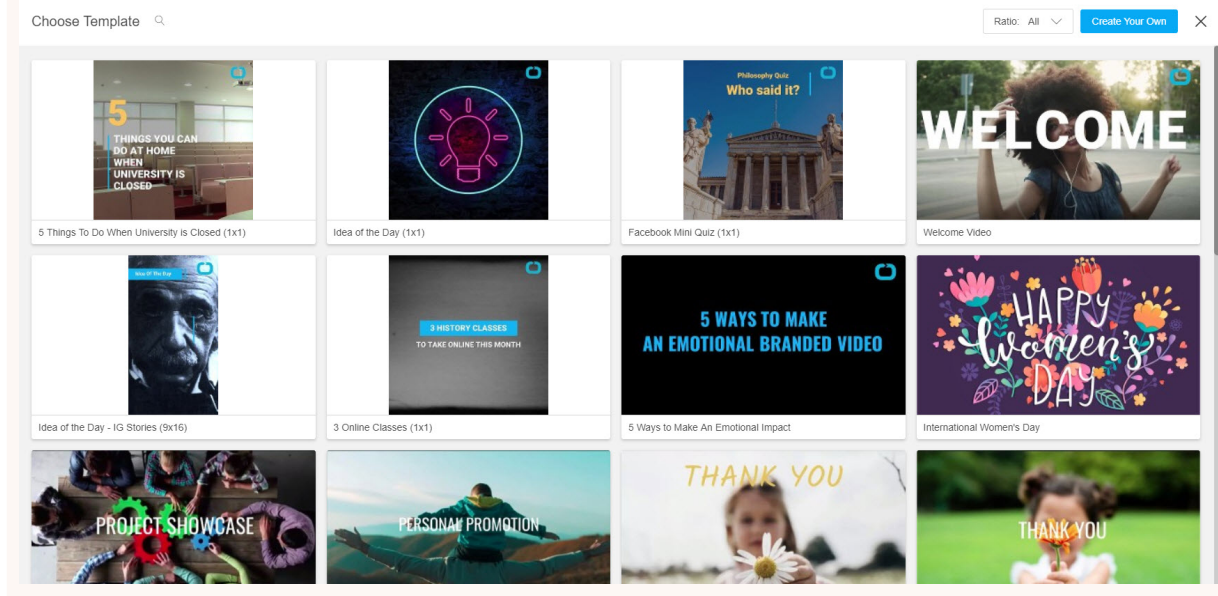 Choose Template
Ratio: All
Create Your Own
5
THINGS YOU CAN
DO AT HOME
WHEN
UNIVERSITY IS
CLOSED
Philosophy Quiz
Who said it?
WELCOME
5 Things To Do When University is Closed (1x1)
Idea of the Day (1x1)
Facebook Mini Quiz (1x1)
Welcome Video
Idea Of The Day
3 HISTORY CLASSES
TO TAKE ONLINE THIS MONTH
5 WAYS TO MAKE
AN EMOTIONAL BRANDED VIDEO
HAPPY
Women's
DAY
Idea of the Day - IG Stories (9x16)
3 Online Classes (1x1)
5 Ways to Make An Emotional Impact
International Women's Day
PROJECT SHOWCASE
PERSONAL PROMOTION
THANK YOU
THANK YOU